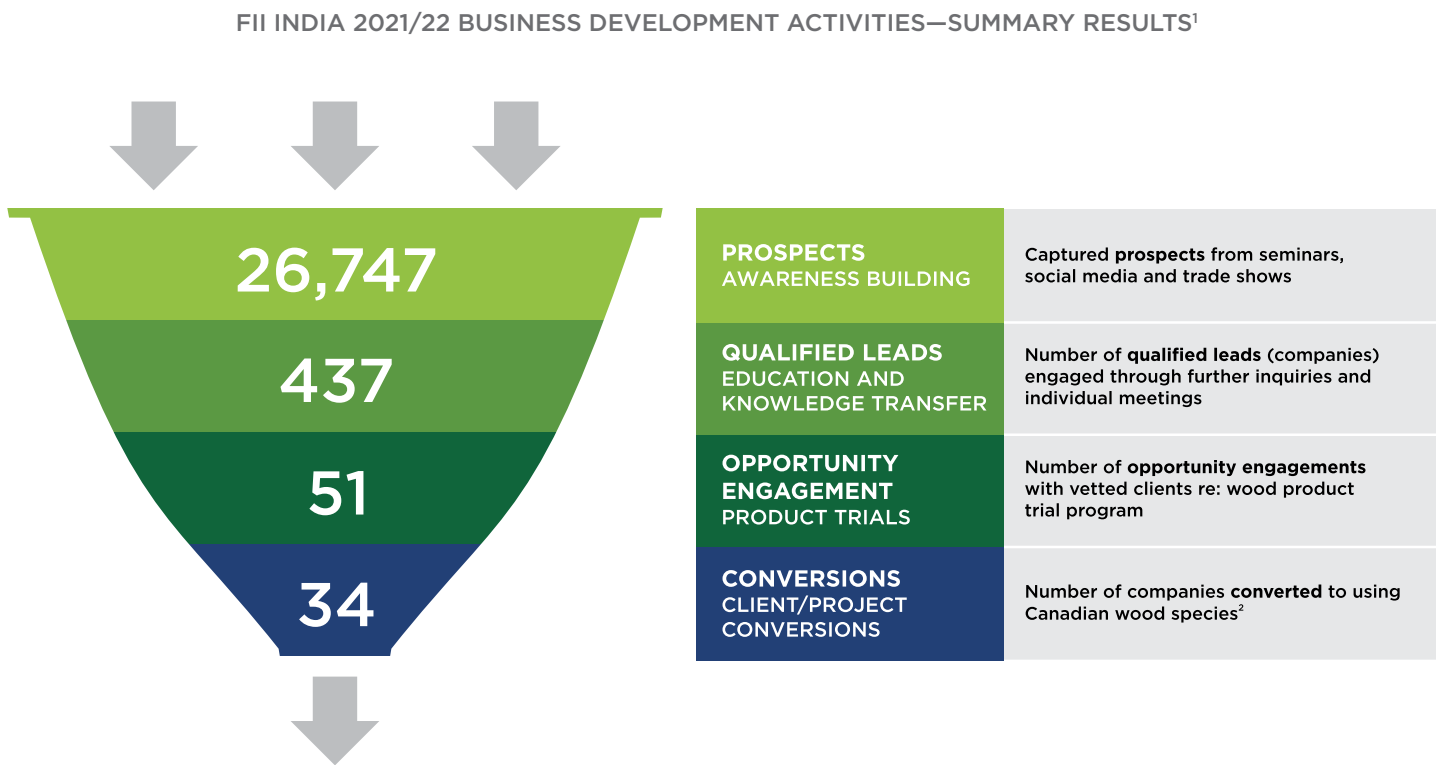 FII INDIA 2021/22 BUSINESS DEVELOPMENT ACTIVITIES—SUMMARY RESULTS¹
26,747
PROSPECTS
AWARENESS BUILDING
Captured prospects from seminars,
social media and trade shows
437
QUALIFIED LEADS
EDUCATION AND
KNOWLEDGE TRANSFER
Number of qualified leads (companies)
engaged through further inquiries and
individual meetings
51
OPPORTUNITY
ENGAGEMENT
PRODUCT TRIALS
Number of opportunity engagements
with vetted clients re: wood product
trial program
34
CONVERSIONS
CLIENT/PROJECT
CONVERSIONS
Number of companies converted to using
Canadian wood species²